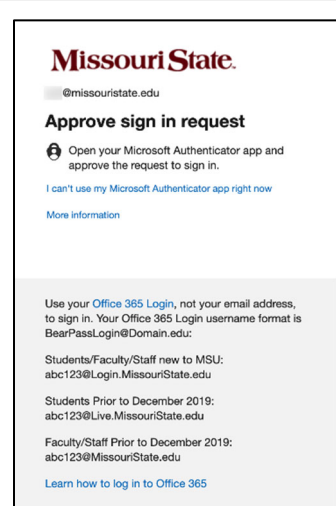 Missouri State.
@missouristate.edu
Approve sign in request
Open your Microsoft Authenticator app and
approve the request to sign in.
I can't use my Microsoft Authenticator app right now
More information
Use your Office 365 Login, not your email address,
to sign in. Your Office 365 Login username format is
BearPassLogin@Domain.edu:
Students/Faculty/Staff new to MSU:
abc123@Login.MissouriState.edu
Students Prior to December 2019:
abc123@Live.MissouriState.edu
Faculty/Staff Prior to December 2019:
abc123@MissouriState.edu
Learn how to log in to Office 365